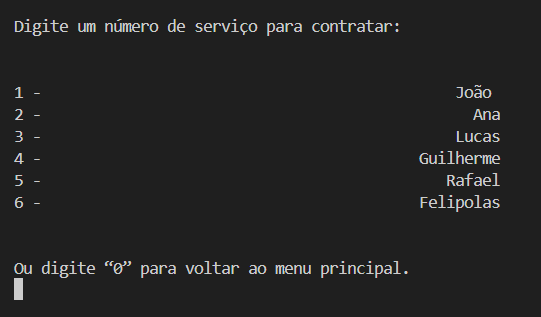 Digite um número de serviço para contratar:
1 - João
2 - Ana
3 - Lucas
4 - Guilherme
5 - Rafael
6 - Felipolas
Ou digite “0” para voltar ao menu principal.